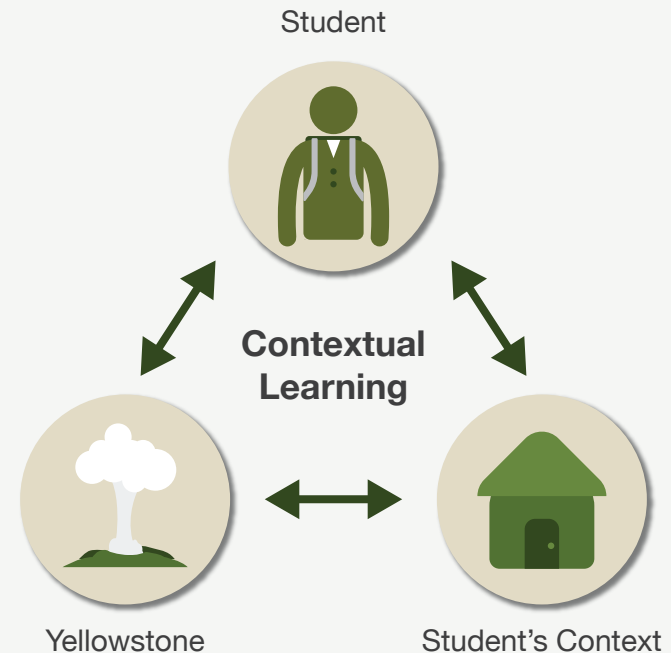 Student
Contextual
Learning
Yellowstone
Student’s Context